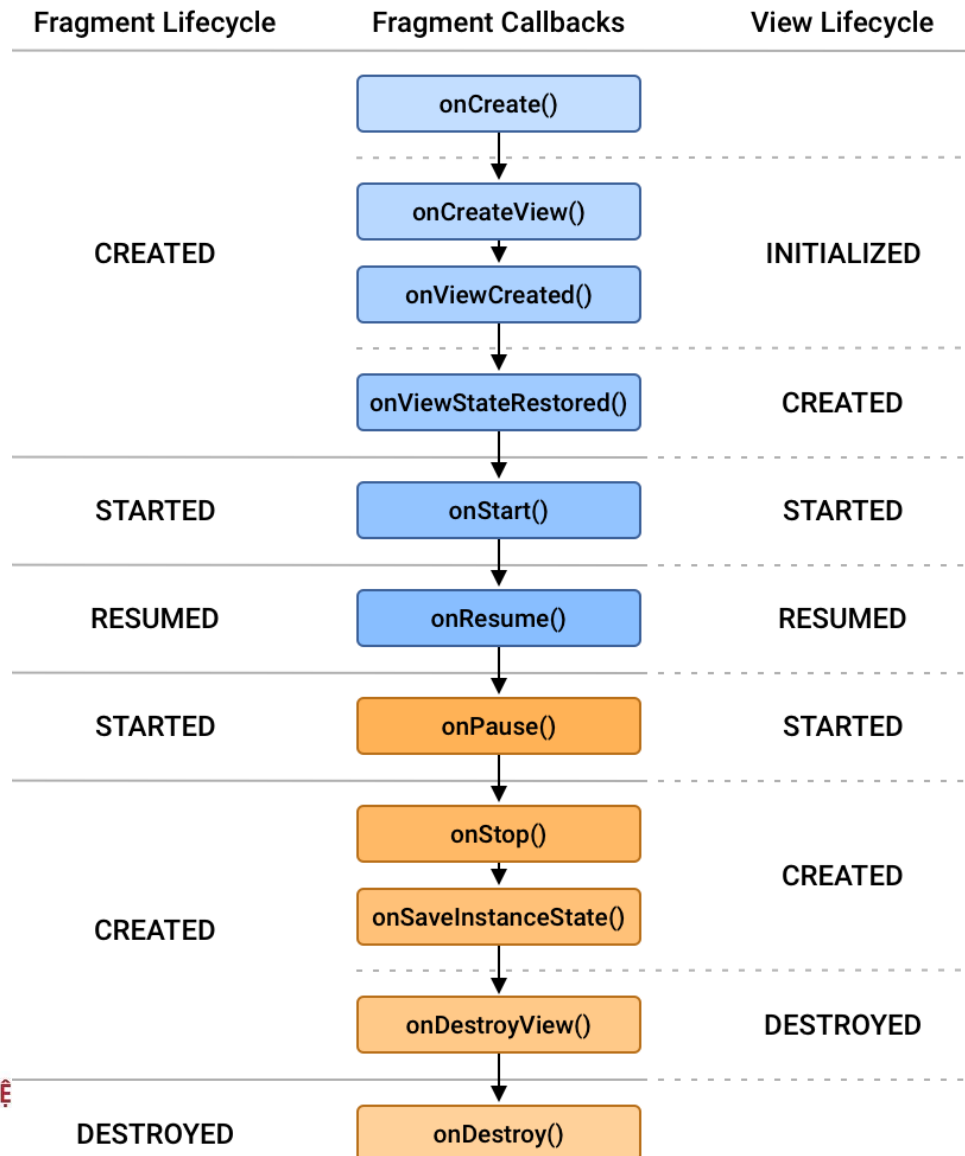 Fragment Lifecycle Fragment Callbacks View Lifecycle
onCreate()
onCreateView()
CREATED INITIALIZED
onViewCreated()
onViewStateRestored() CREATED
STARTED onStart() STARTED
RESUMED onResume() RESUMED
STARTED onPause() STARTED
onStop()
CREATED
onSaveInstanceState()
CREATED
onDestroyView() DESTROYED
Ệ
DESTROYED onDestroy()